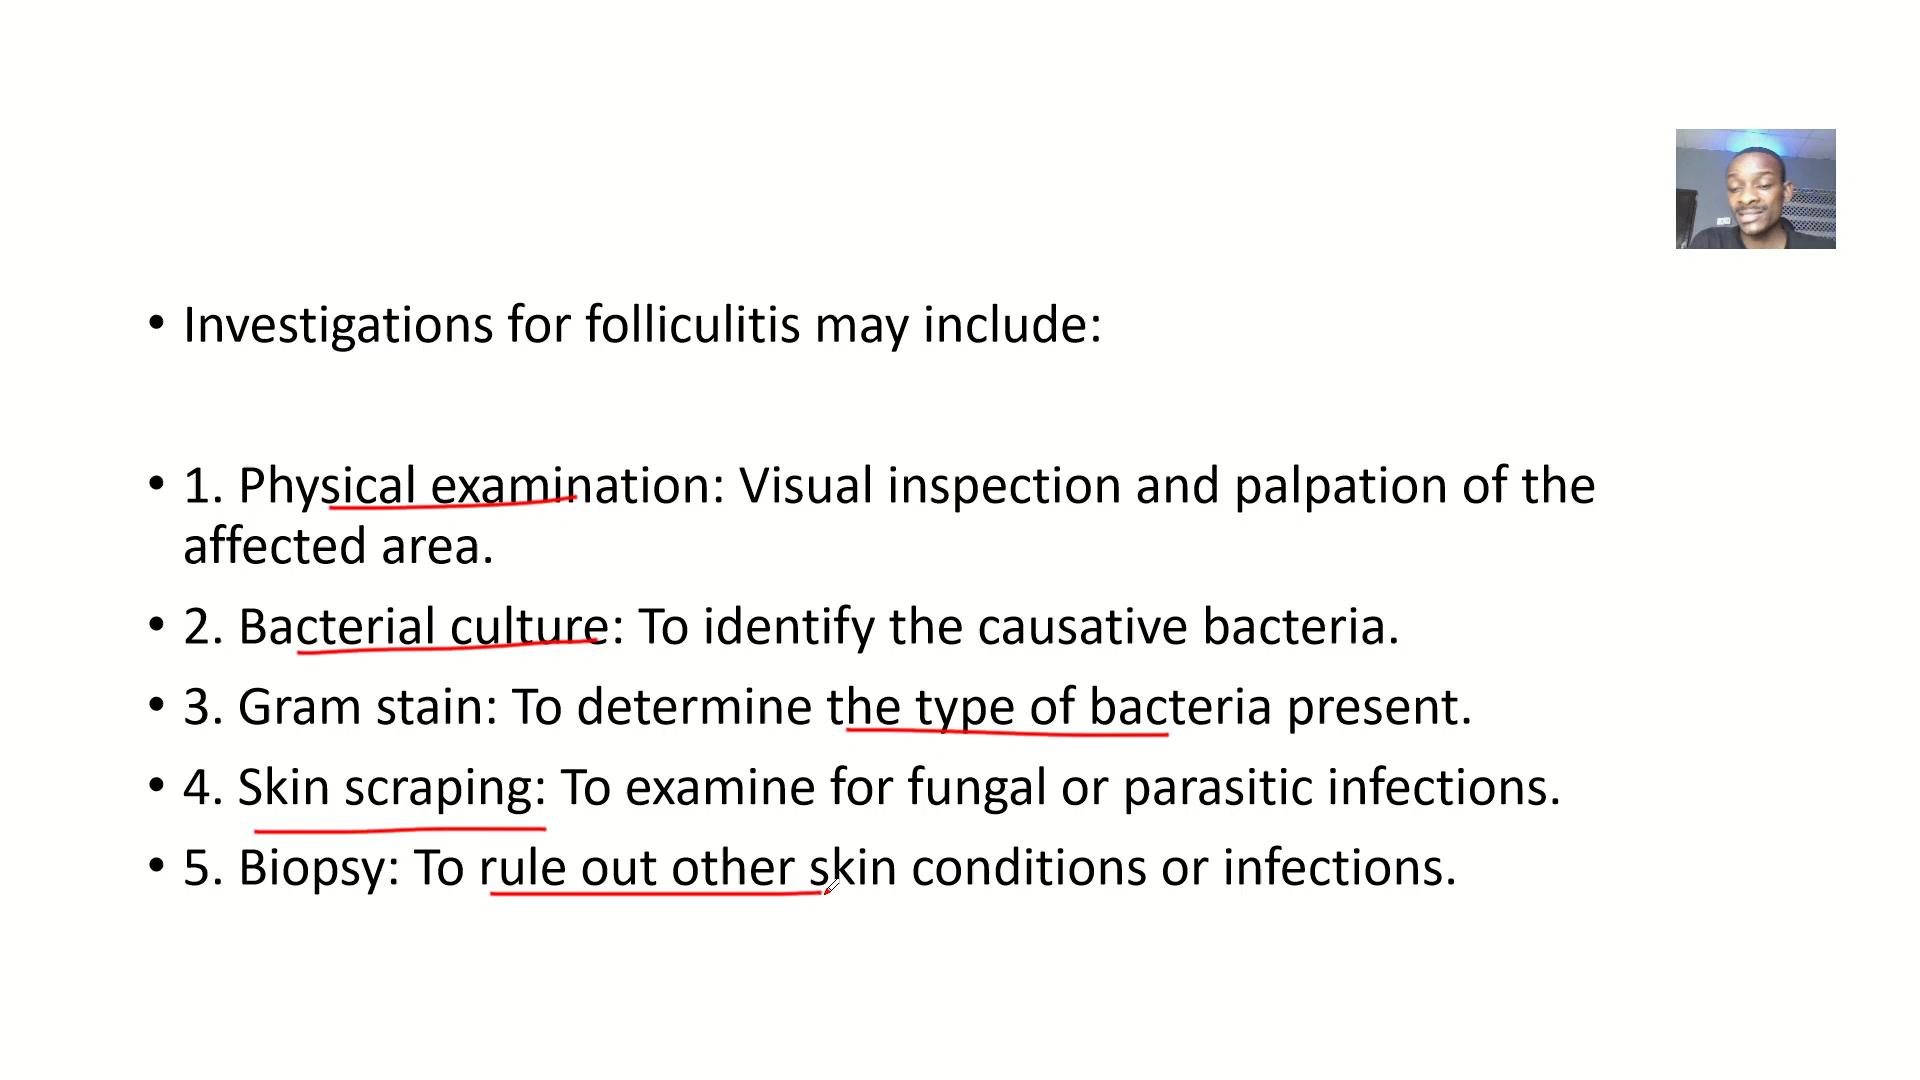 • Investigations for folliculitis may include:
• 1. Physical examination: Visual inspection and palpation of the
affected area.
• 2. Bacterial culture: To identify the causative bacteria.
• 3. Gram stain: To determine the type of bacteria present.
• 4. Skin scraping: To examine for fungal or parasitic infections.
• 5. Biopsy: To rule out other skin conditions or infections.